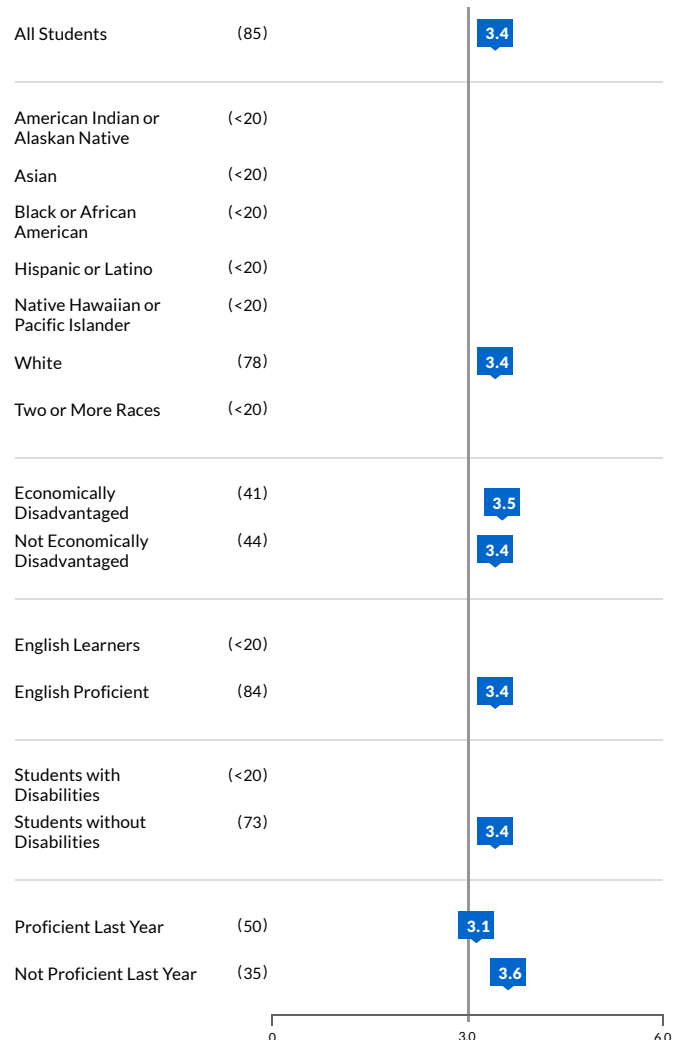 All Students (85) 3.4
American Indian or (<20)
Alaskan Native
Asian (<20)
Black or African (<20)
American
Hispanic or Latino (<20)
Native Hawaiian or (<20)
Pacific Islander
White (78) 3.4
Two or More Races (<20)
Economically (41) 3.5
Disadvantaged
Not Economically (44) 3.4
Disadvantaged
English Learners (<20)
English Proficient (84) 3.4
Students with (<20)
Disabilities
Students without (73) 3.4
Disabilities
Proficient Last Year (50) 3.1
Not Proficient Last Year (35) 3.6
0 3.0 6.0